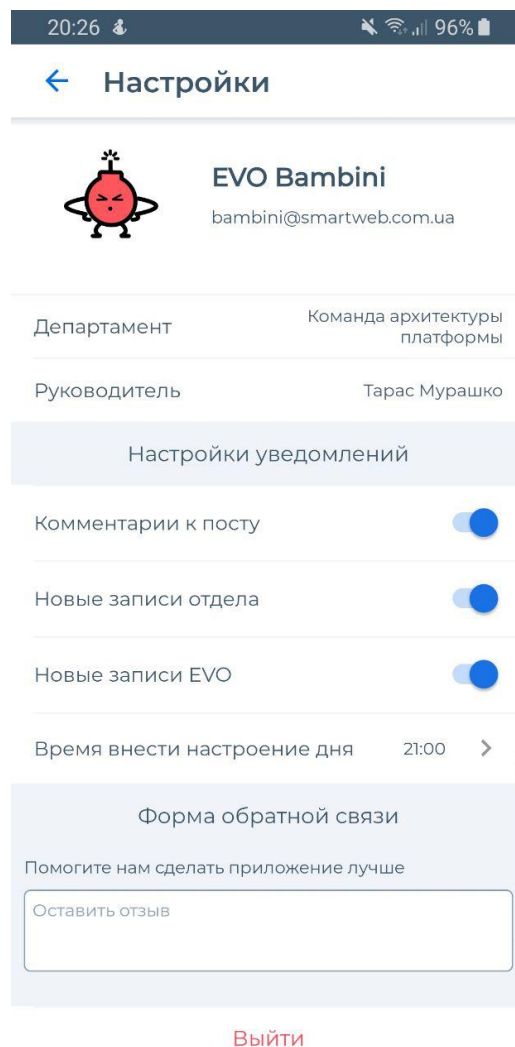 20:26 96%
Настройки
EVO Bambini
bambini@smartweb.com.ua
Департамент
Команда архитектуры
платформы
Руководитель Тарас Мурашко
Настройки уведомлений
Комментарии к посту
Новые записи отдела
Новые записи EVO
Время внести настроение дня 21:00
Форма обратной связи
Помогите нам сделать приложение лучше
Оставить отзыв
Выйти